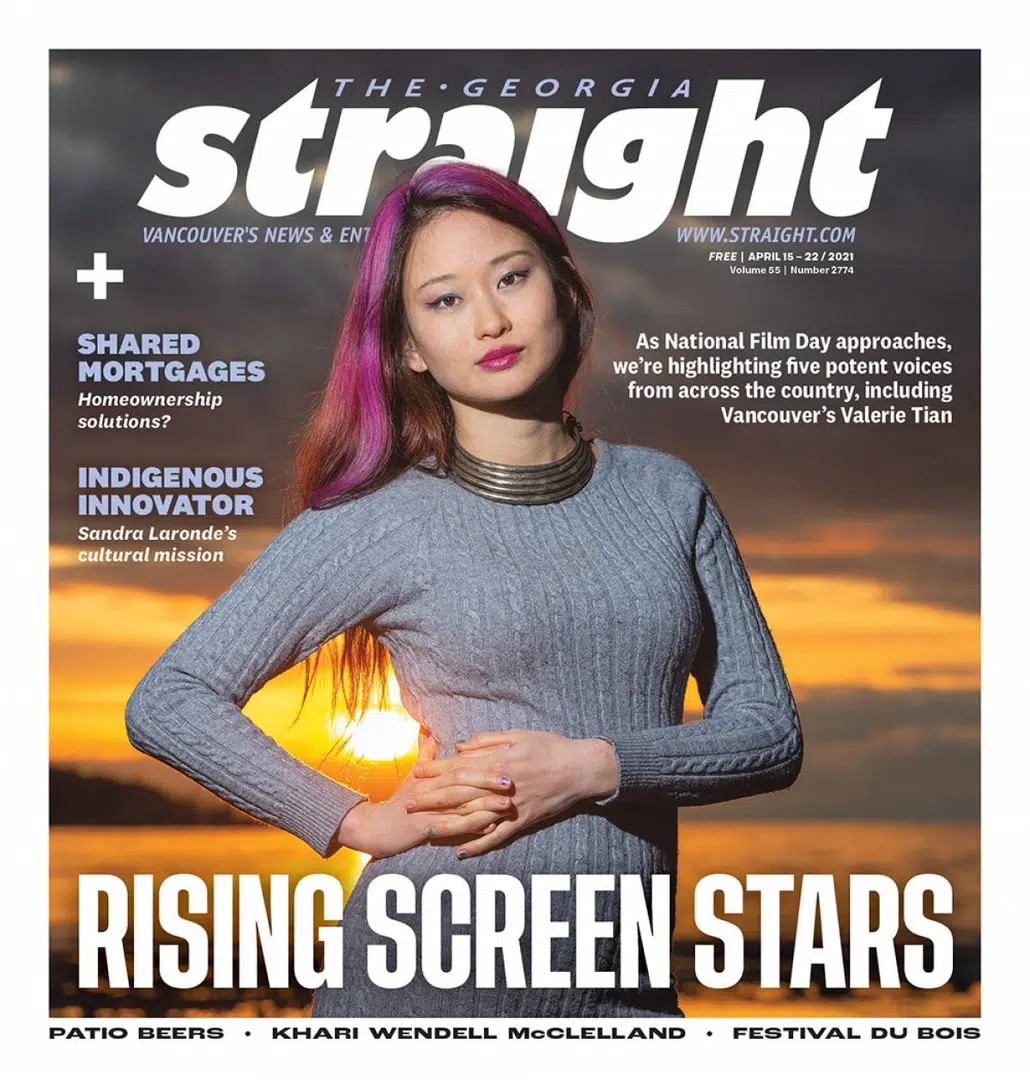 THE·GEORGIA
straight
VANCOUVER'S NEWS & ENT
WWW.STRAIGHT.COM
FREE | APRIL 15 – 22 / 2021
Volume 55 | Number 2774
+
SHARED
MORTGAGES
Homeownership
solutions?
INDIGENOUS
INNOVATOR
Sandra Laronde's
cultural mission
As National Film Day approaches,
we're highlighting five potent voices
from across the country, including
Vancouver's Valerie Tian
RISING SCREEN STARS
PATIO BEERS • KHARI WENDELL McCLELLAND • FESTIVAL DU BOIS